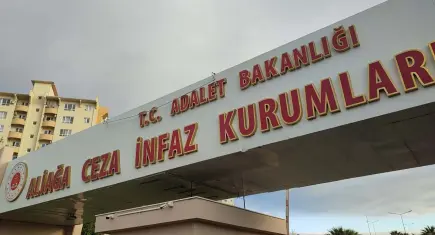 T.C. ADALET BAKANLIĞI
ALİAĞA CEZA İNFAZ KURUMLARI